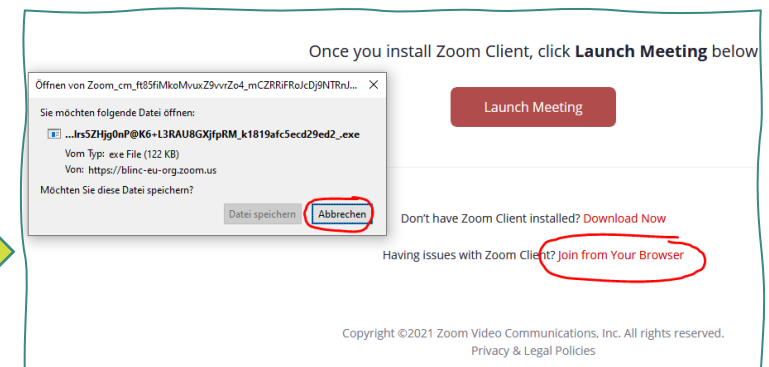 Once you install Zoom Client, click Launch Meeting below
Launch Meeting
Öffnen von Zoom_cm_ft85fiMkoMvuxZ9vvrZo4_mCZRRiFRoJcDj9NTRnJ...
Sie möchten folgende Datei öffnen:
...lrs5ZHjg0nP@K6+L3RAU8GXjfpRM_k1819afc5ecd29ed2_.exe
Vom Typ: exe File (122 KB)
Von: https://blinc-eu-org.zoom.us
Möchten Sie diese Datei speichern?
Datei speichern Abbrechen
Don't have Zoom Client installed? Download Now
Having issues with Zoom Client? Join from Your Browser
Copyright ©2021 Zoom Video Communications, Inc. All rights reserved.
Privacy & Legal Policies